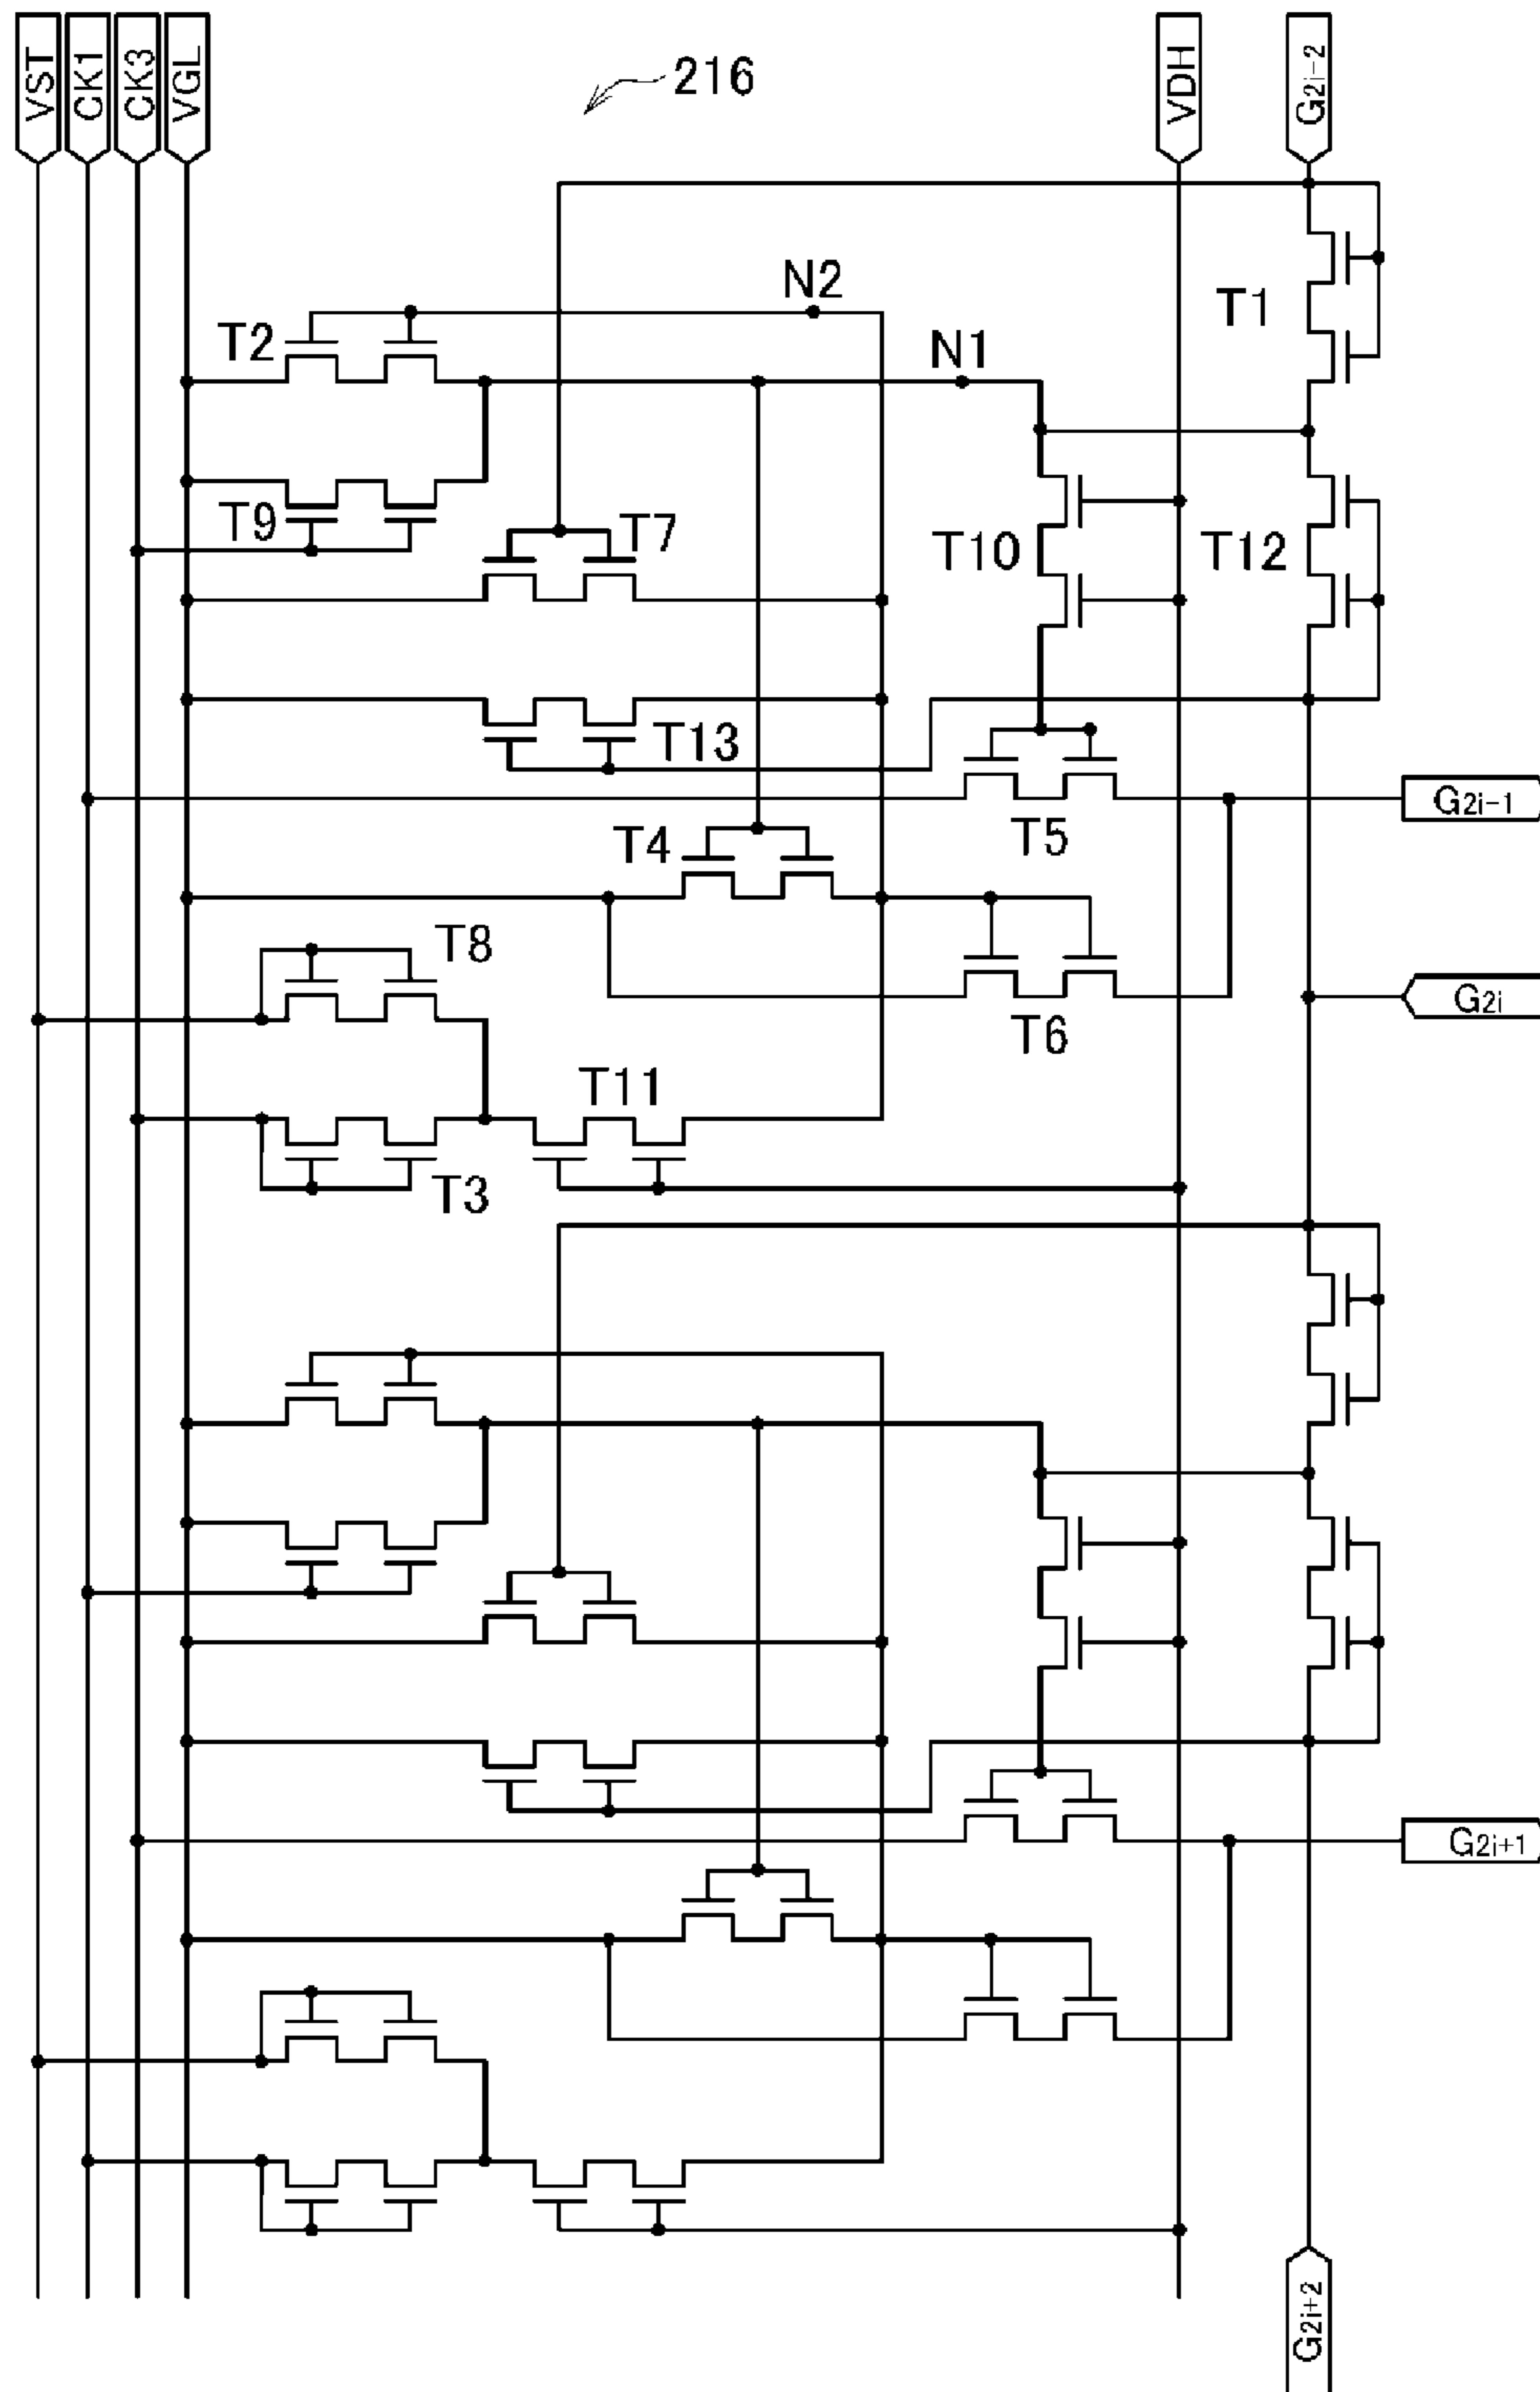 VST
CK1
CK3
VGL
216
VDH
G2i-2
N2
T1
T2
N1
T9
T7
T10
T12
T13
G2i-1
T4
T5
T8
G2i
T6
T11
T3
G2i+1
G2i+2